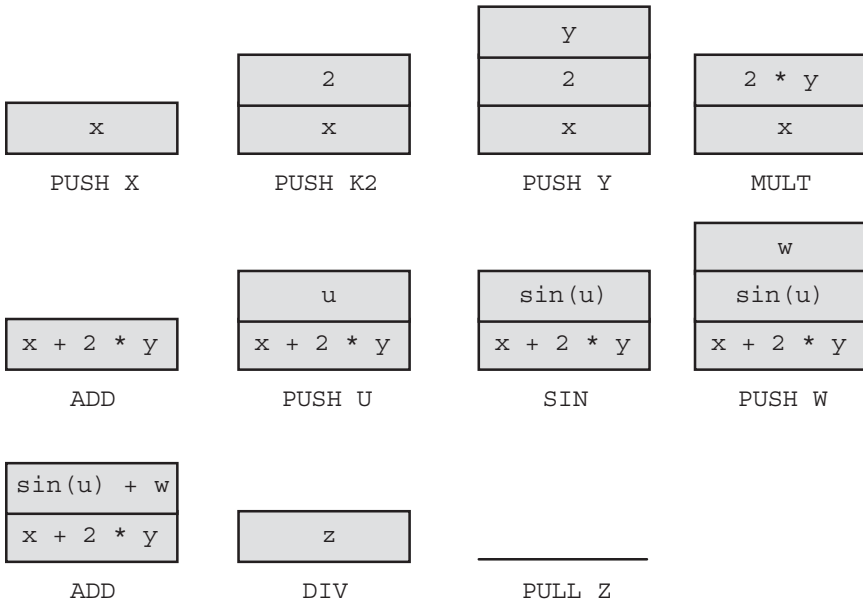 y
2
2
2 * y
x
x
x
x
PUSH X
PUSH K2
PUSH Y
MULT
w
u
sin(u)
sin(u)
x + 2 * y
x + 2 * y
x + 2 * y
x + 2 * y
ADD
PUSH U
SIN
PUSH W
sin(u) + w
x + 2 * y
z
ADD
DIV
PULL Z